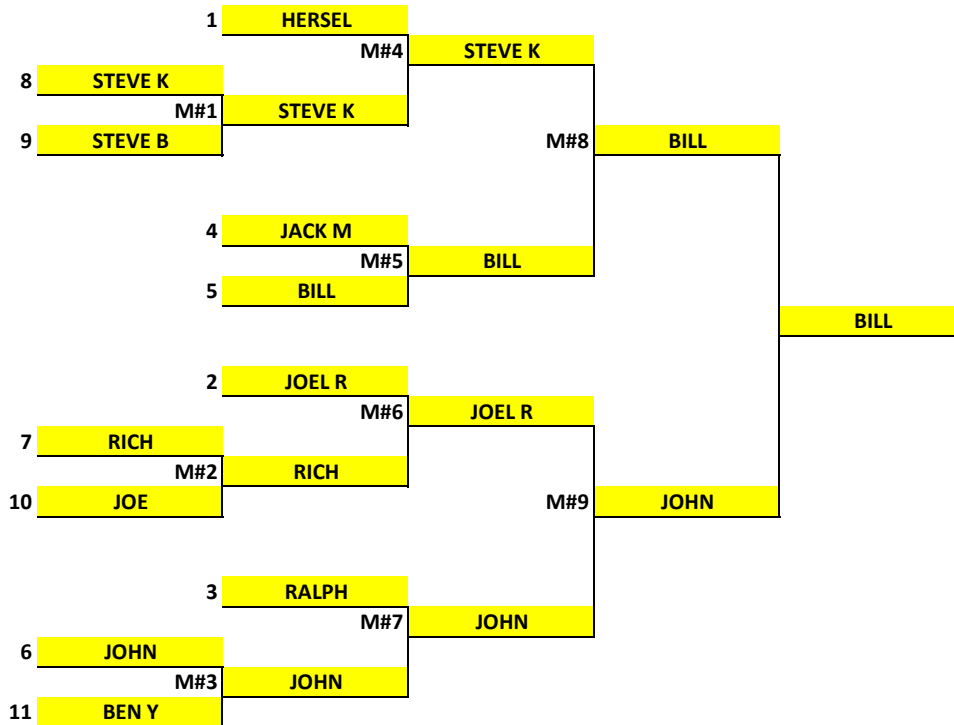 1 HERSEL
M#4 STEVE K
8 STEVE K
M#1 STEVE K
9 STEVE B M#8 BILL
4 JACK M
M#5 BILL
5 BILL
BILL
2 JOEL R
M#6 JOEL R
7 RICH
M#2 RICH
10 JOE M#9 JOHN
3 RALPH
M#7 JOHN
6 JOHN
M#3 JOHN
11 BEN Y